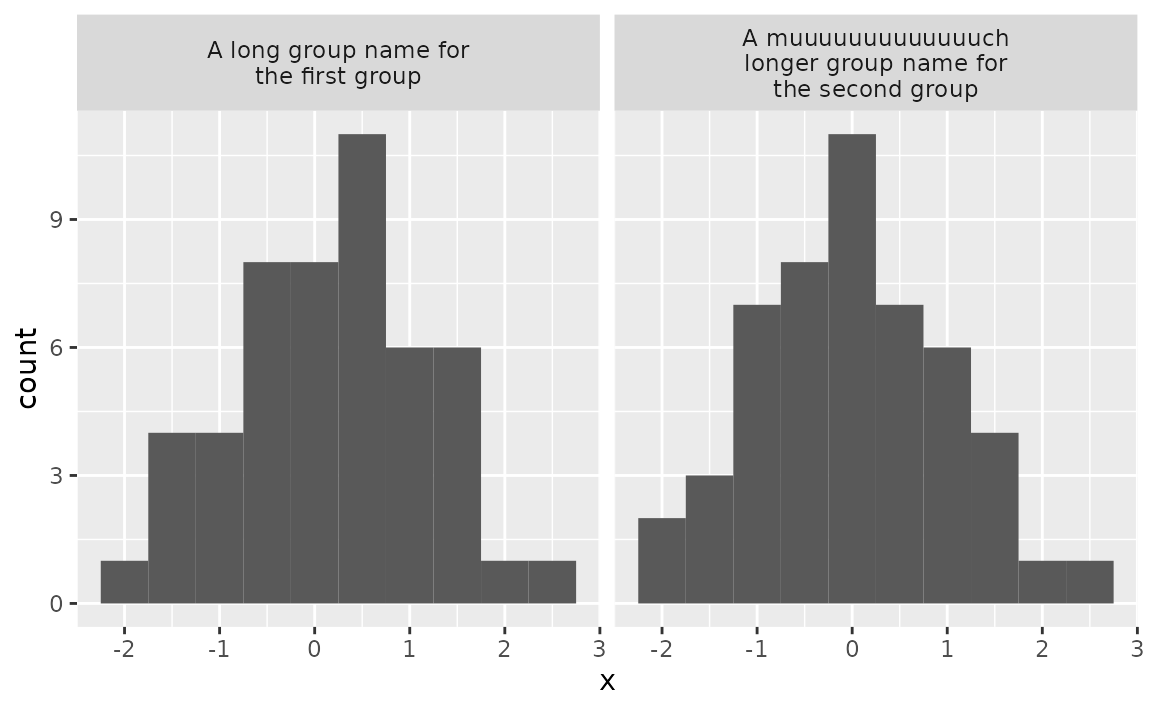 A long group name for
the first group
A muuuuuuuuuuuuuch
longer group name for
the second group
count
9
6
3
0
-2 -1 0 1 2 3
-2 -1 0 1 2 3
x